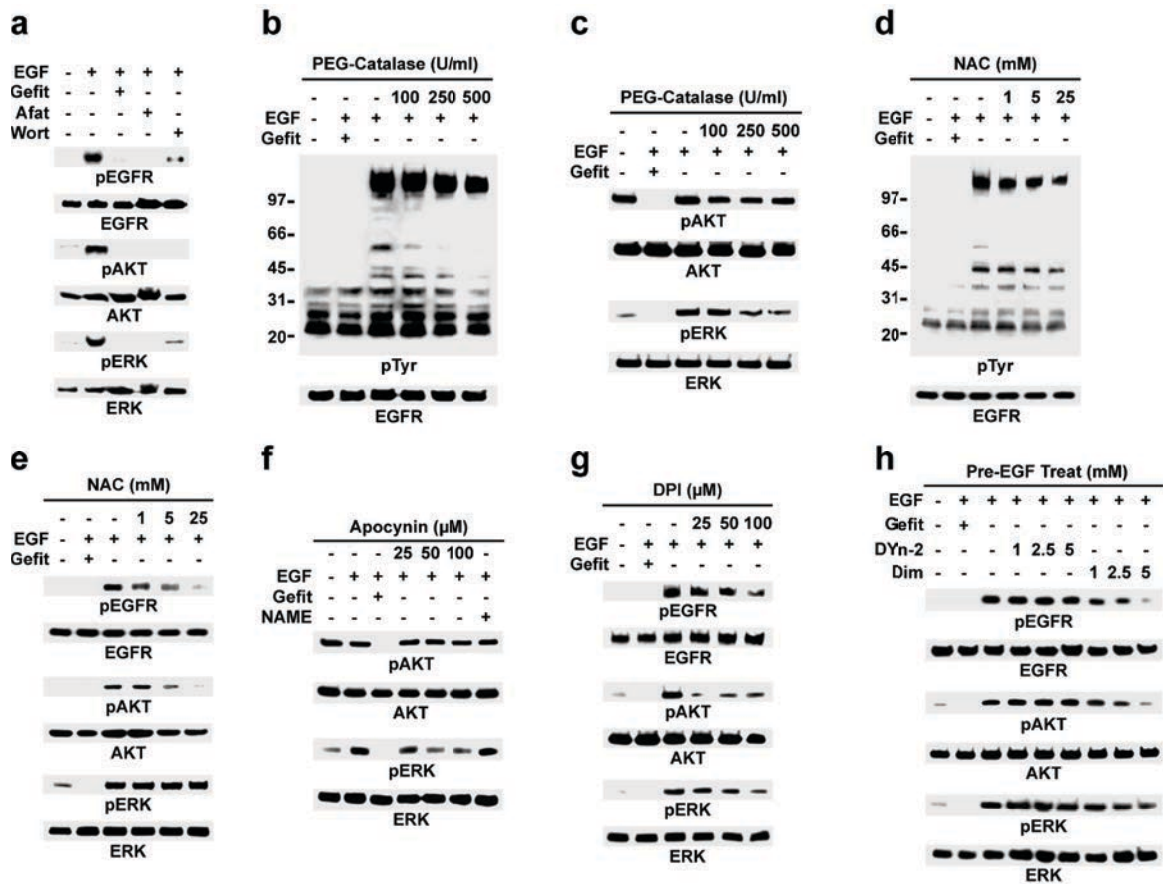 a
EGF - + + + +
Gefit - - + - -
Afat - - - + -
Wort - - - - +
pEGFR
EGFR
pAKT
AKT
pERK
ERK
b
PEG-Catalase (U/ml)
- - - 100 250 500
EGF - + + + + +
Gefit - + - - - -
97-
66-
45-
31-
20-
pTyr
EGFR
c
PEG-Catalase (U/ml)
- - - 100 250 500
EGF - + + + + +
Gefit - + - - - -
pAKT
AKT
pERK
ERK
d
NAC (mM)
- - - 1 5 25
EGF - + + + + +
Gefit - + - - - -
97-
66-
45-
31-
20-
pTyr
EGFR
e
NAC (mM)
- - - 1 5 25
EGF - + + + + +
Gefit - + - - - -
pEGFR
EGFR
pAKT
AKT
pERK
ERK
f
Apocynin (µM)
- - - 25 50 100 -
EGF - + + + + + +
Gefit - - + - - - -
NAME - - - - - - +
pAKT
AKT
pERK
ERK
g
DPI (µM)
- - - 25 50 100
EGF - + + + + +
Gefit - + - - - -
pEGFR
EGFR
pAKT
AKT
pERK
ERK
h
Pre-EGF Treat (mM)
EGF - + + + + + + + +
Gefit - + - - - - - - -
DYn-2 - - - 1 2.5 5 - - -
Dim - - - - - - 1 2.5 5
pEGFR
EGFR
pAKT
AKT
pERK
ERK